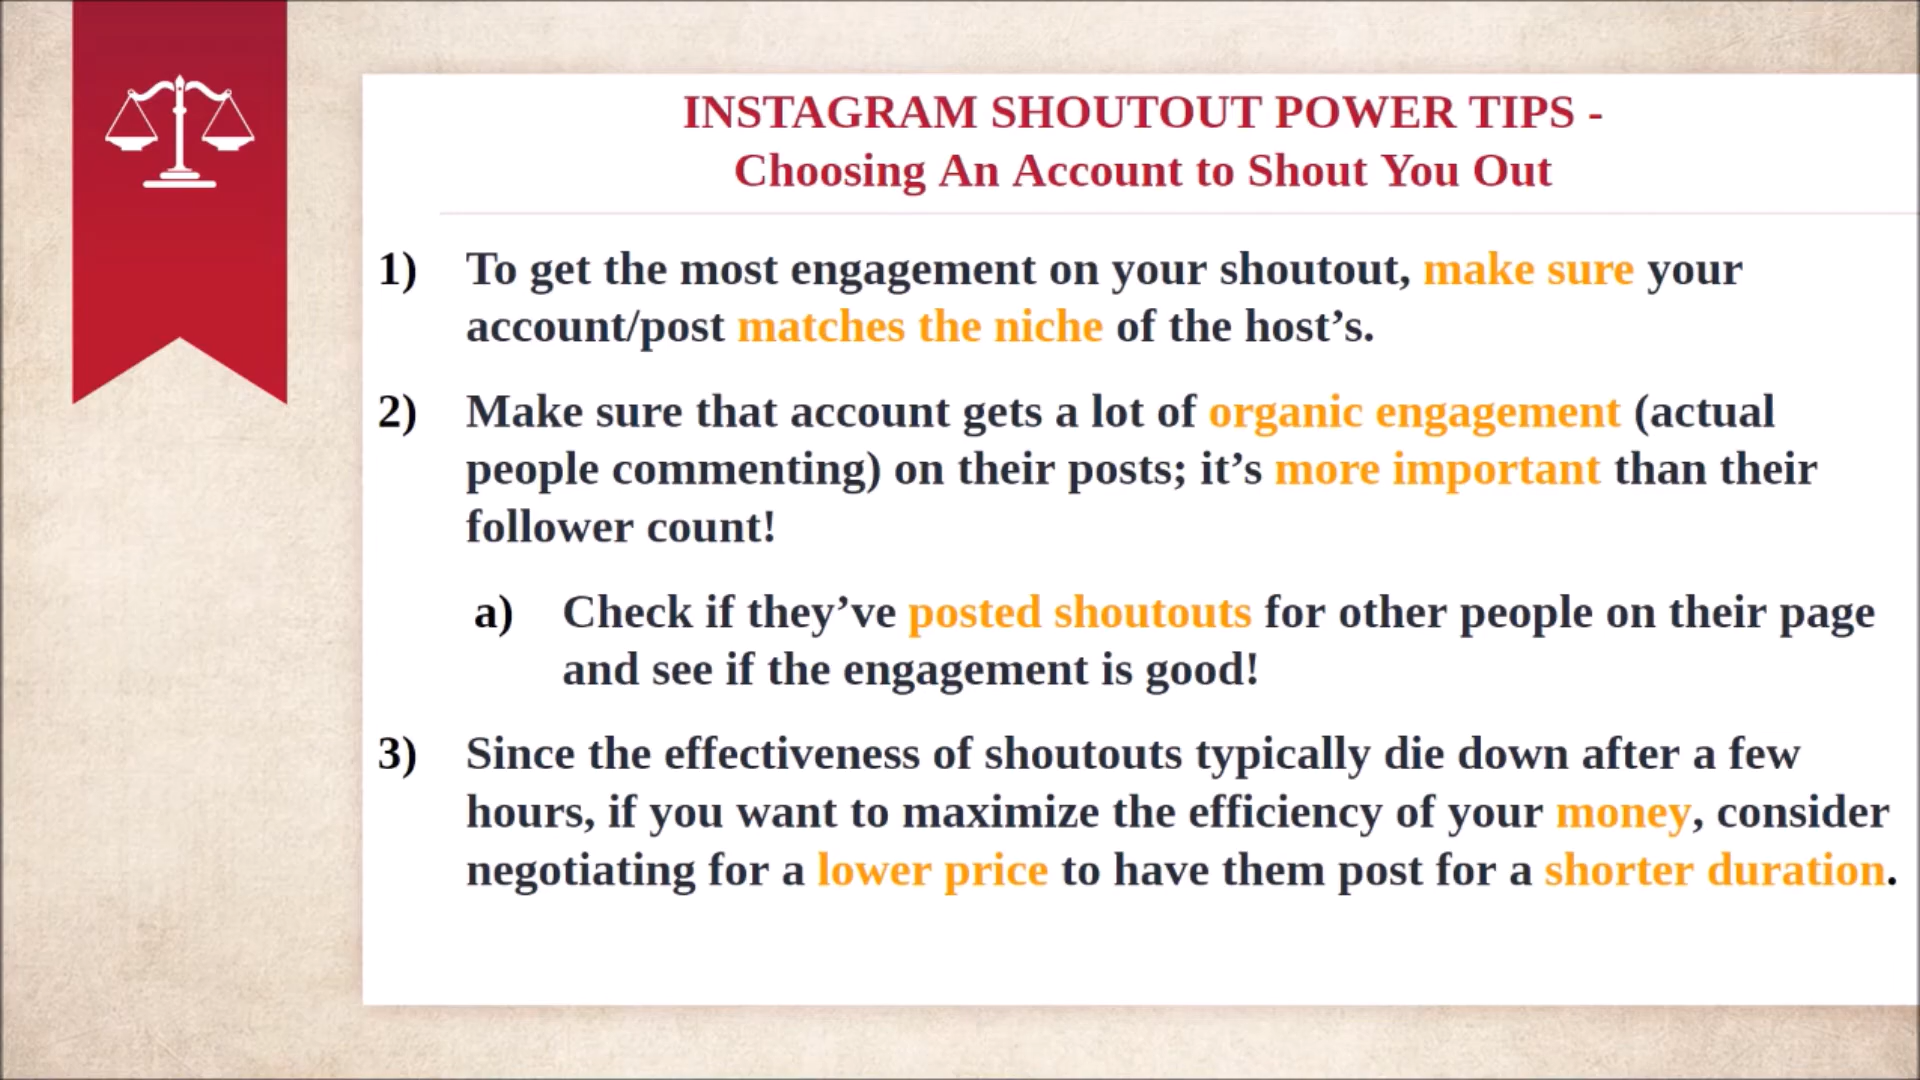 INSTAGRAM SHOUTOUT POWER TIPS -
Choosing An Account to Shout You Out
1) To get the most engagement on your shoutout, make sure your
account/post matches the niche of the host’s.
2) Make sure that account gets a lot of organic engagement (actual
people commenting) on their posts; it’s more important than their
follower count!
a) Check if they’ve posted shoutouts for other people on their page
and see if the engagement is good!
3) Since the effectiveness of shoutouts typically die down after a few
hours, if you want to maximize the efficiency of your money, consider
negotiating for a lower price to have them post for a shorter duration.